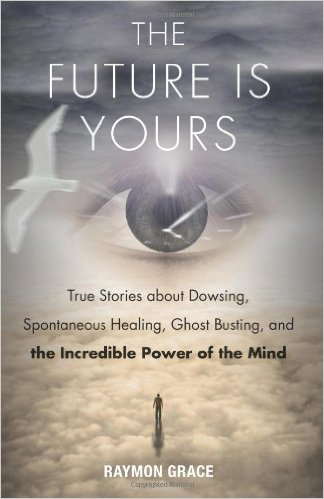 THE
FUTURE IS
YOURS
True Stories about Dowsing,
Spontaneous Healing, Ghost Busting, and
the Incredible Power of the Mind
RAYMON GRACE